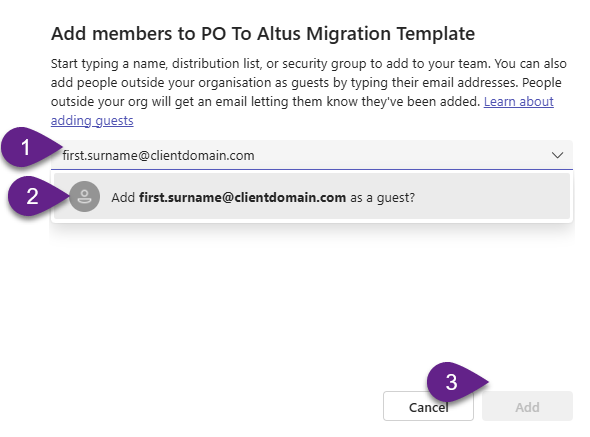 Add members to PO To Altus Migration Template
Start typing a name, distribution list, or security group to add to your team. You can also
add people outside your organisation as guests by typing their email addresses. People
outside your org will get an email letting them know they've been added. Learn about
adding guests
1
first.surname@clientdomain.com
2
Add first.surname@clientdomain.com as a guest?
3
Cancel
Add